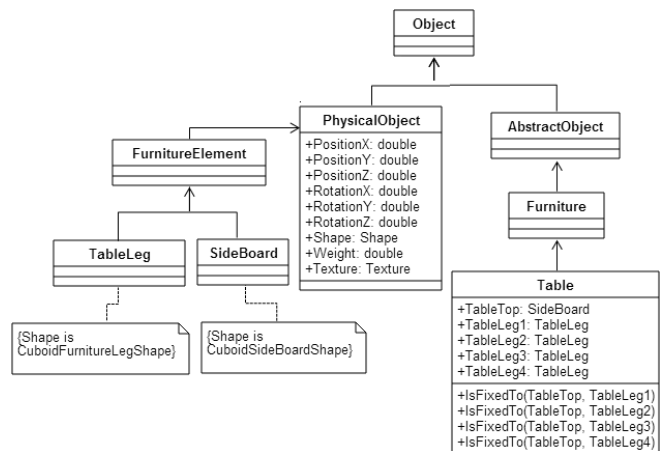 Object
PhysicalObject
+PositionX: double
+PositionY: double
+PositionZ: double
+RotationX: double
+RotationY: double
+RotationZ: double
+Shape: Shape
+Weight: double
+Texture: Texture
AbstractObject
FurnitureElement
Furniture
TableLeg
SideBoard
{Shape is
CuboidFurnitureLegShape}
{Shape is
CuboidSideBoardShape}
Table
+TableTop: SideBoard
+TableLeg1: TableLeg
+TableLeg2: TableLeg
+TableLeg3: TableLeg
+TableLeg4: TableLeg
+IsFixedTo(TableTop, TableLeg1)
+IsFixedTo(TableTop, TableLeg2)
+IsFixedTo(TableTop, TableLeg3)
+IsFixedTo(TableTop, TableLeg4)